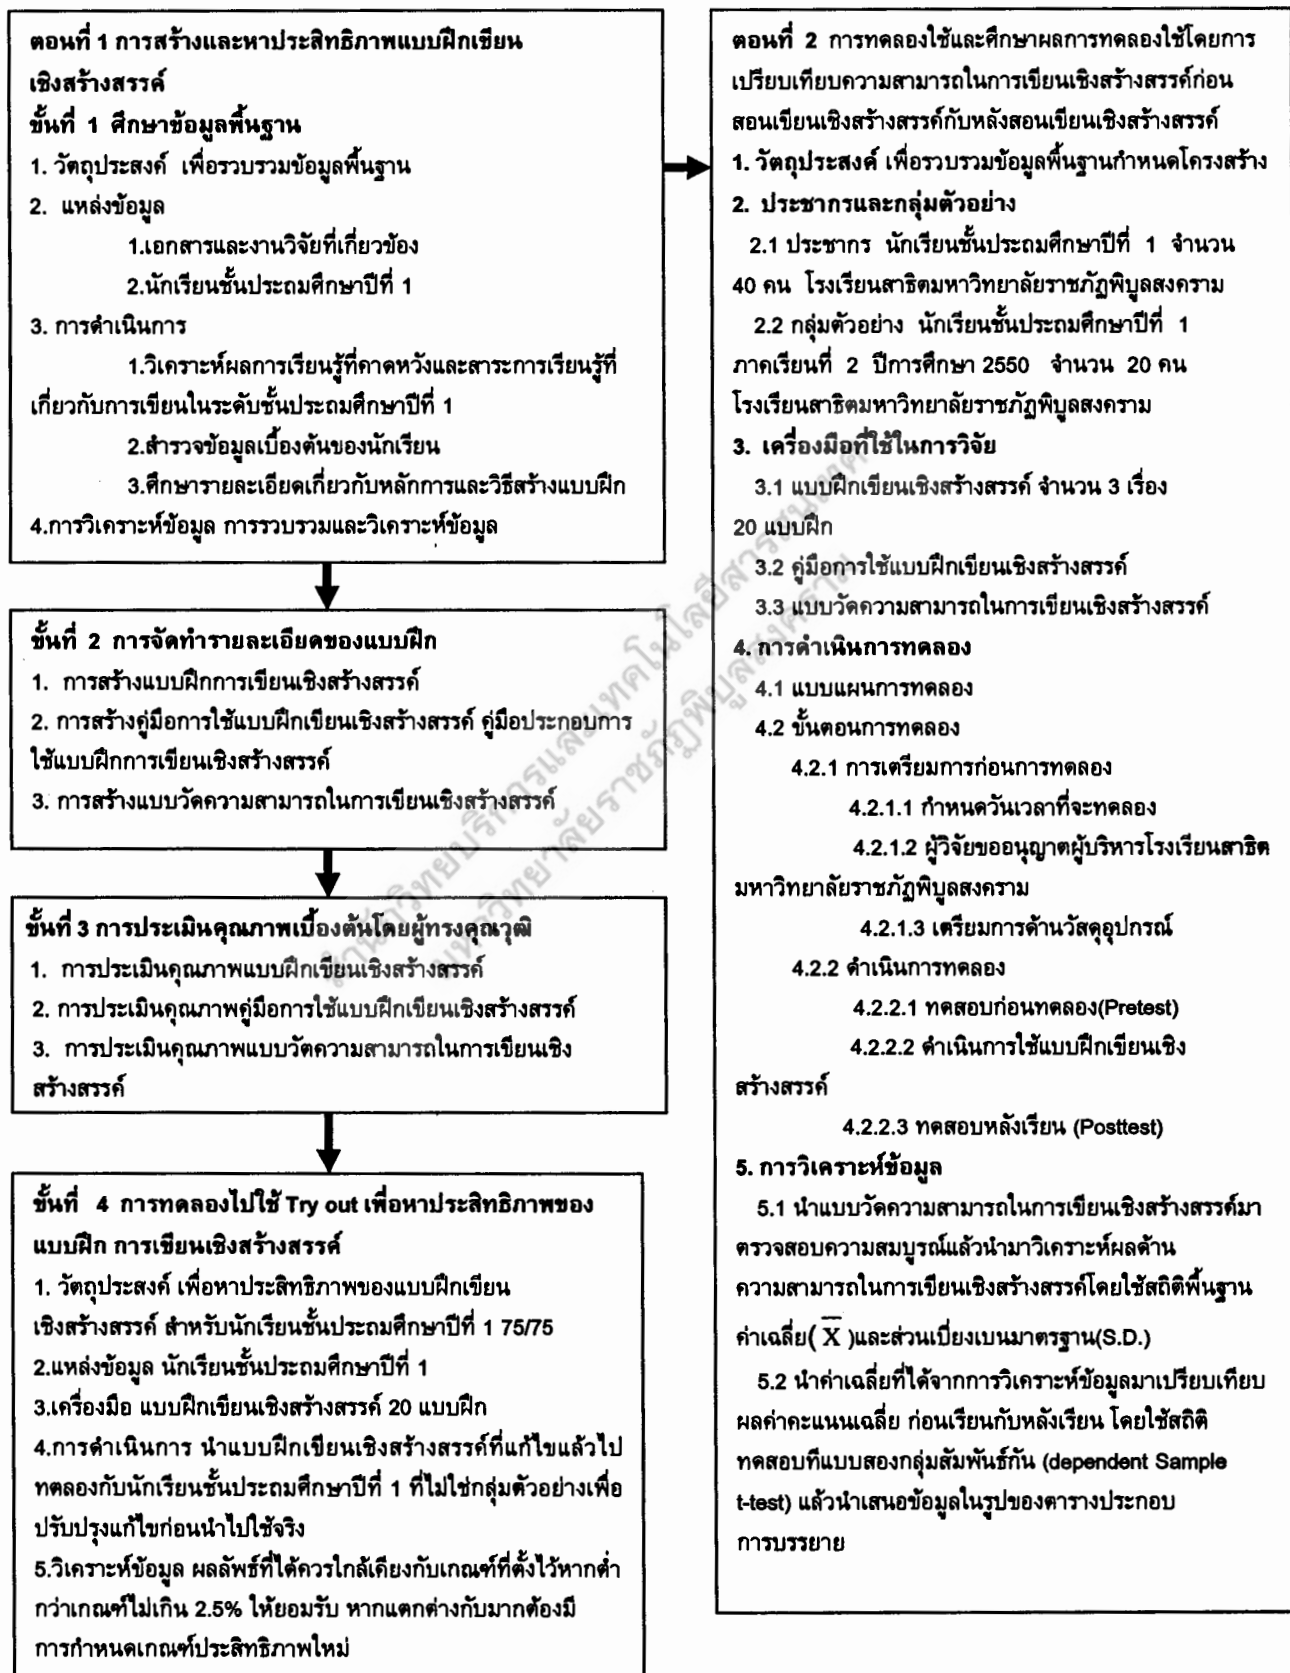 ตอนที่ 1 การสร้างและหาประสิทธิภาพแบบฝึกเขียน
เชิงสร้างสรรค์
ขั้นที่ 1 ศึกษาข้อมูลพื้นฐาน
1. วัตถุประสงค์ เพื่อรวบรวมข้อมูลพื้นฐาน
2. แหล่งข้อมูล
1.เอกสารและงานวิจัยที่เกี่ยวข้อง
2.นักเรียนชั้นประถมศึกษาปีที่ 1
3. การดำเนินการ
1.วิเคราะห์ผลการเรียนรู้ที่คาดหวังและสาระการเรียนรู้ที่
เกี่ยวกับการเขียนในระดับชั้นประถมศึกษาปีที่ 1
2.สำรวจข้อมูลเบื้องต้นของนักเรียน
3.ศึกษารายละเอียดเกี่ยวกับหลักการและวิธีสร้างแบบฝึก
4.การวิเคราะห์ข้อมูล การรวบรวมและวิเคราะห์ข้อมูล
ขั้นที่ 2 การจัดทำรายละเอียดของแบบฝึก
1. การสร้างแบบฝึกการเขียนเชิงสร้างสรรค์
2. การสร้างคู่มือการใช้แบบฝึกเขียนเชิงสร้างสรรค์ คู่มือประกอบการ
ใช้แบบฝึกการเขียนเชิงสร้างสรรค์
3. การสร้างแบบวัดความสามารถในการเขียนเชิงสร้างสรรค์
ขั้นที่ 3 การประเมินคุณภาพเบื้องต้นโดยผู้ทรงคุณวุฒิ
1. การประเมินคุณภาพแบบฝึกเขียนเชิงสร้างสรรค์
2. การประเมินคุณภาพคู่มือการใช้แบบฝึกเขียนเชิงสร้างสรรค์
3. การประเมินคุณภาพแบบวัดความสามารถในการเขียนเชิง
สร้างสรรค์
ขั้นที่ 4 การทดลองไปใช้ Try out เพื่อหาประสิทธิภาพของ
แบบฝึก การเขียนเชิงสร้างสรรค์
1. วัตถุประสงค์ เพื่อหาประสิทธิภาพของแบบฝึกเขียน
เชิงสร้างสรรค์ สำหรับนักเรียนชั้นประถมศึกษาปีที่ 1 75/75
2.แหล่งข้อมูล นักเรียนชั้นประถมศึกษาปีที่ 1
3.เครื่องมือ แบบฝึกเขียนเชิงสร้างสรรค์ 20 แบบฝึก
4.การดำเนินการ นำแบบฝึกเขียนเชิงสร้างสรรค์ที่แก้ไขแล้วไป
ทดลองกับนักเรียนชั้นประถมศึกษาปีที่ 1 ที่ไม่ใช่กลุ่มตัวอย่างเพื่อ
ปรับปรุงแก้ไขก่อนนำไปใช้จริง
5.วิเคราะห์ข้อมูล ผลลัพธ์ที่ได้ควรใกล้เคียงกับเกณฑ์ที่ตั้งไว้หากต่ำ
กว่าเกณฑ์ไม่เกิน 2.5% ให้ยอมรับ หากแตกต่างกับมากต้องมี
การกำหนดเกณฑ์ประสิทธิภาพใหม่
ตอนที่ 2 การทดลองใช้และศึกษาผลการทดลองใช้โดยการ
เปรียบเทียบความสามารถในการเขียนเชิงสร้างสรรค์ก่อน
สอนเขียนเชิงสร้างสรรค์กับหลังสอนเขียนเชิงสร้างสรรค์
1. วัตถุประสงค์ เพื่อรวบรวมข้อมูลพื้นฐานกำหนดโครงสร้าง
2. ประชากรและกลุ่มตัวอย่าง
2.1 ประชากร นักเรียนชั้นประถมศึกษาปีที่ 1 จำนวน
40 คน โรงเรียนสาธิตมหาวิทยาลัยราชภัฏพิบูลสงคราม
2.2 กลุ่มตัวอย่าง นักเรียนชั้นประถมศึกษาปีที่ 1
ภาคเรียนที่ 2 ปีการศึกษา 2550 จำนวน 20 คน
โรงเรียนสาธิตมหาวิทยาลัยราชภัฏพิบูลสงคราม
3. เครื่องมือที่ใช้ในการวิจัย
3.1 แบบฝึกเขียนเชิงสร้างสรรค์ จำนวน 3 เรื่อง
20 แบบฝึก
3.2 คู่มือการใช้แบบฝึกเขียนเชิงสร้างสรรค์
3.3 แบบวัดความสามารถในการเขียนเชิงสร้างสรรค์
4. การดำเนินการทดลอง
4.1 แบบแผนการทดลอง
4.2 ขั้นตอนการทดลอง
4.2.1 การเตรียมการก่อนการทดลอง
4.2.1.1 กำหนดวันเวลาที่จะทดลอง
4.2.1.2 ผู้วิจัยขออนุญาตผู้บริหารโรงเรียนสาธิต
มหาวิทยาลัยราชภัฏพิบูลสงคราม
4.2.1.3 เตรียมการด้านวัสดุอุปกรณ์
4.2.2 ดำเนินการทดลอง
4.2.2.1 ทดสอบก่อนทดลอง(Pretest)
4.2.2.2 ดำเนินการใช้แบบฝึกเขียนเชิง
สร้างสรรค์
4.2.2.3 ทดสอบหลังเรียน (Posttest)
5. การวิเคราะห์ข้อมูล
5.1 นำแบบวัดความสามารถในการเขียนเชิงสร้างสรรค์มา
ตรวจสอบความสมบูรณ์แล้วนำมาวิเคราะห์ผลด้าน
ความสามารถในการเขียนเชิงสร้างสรรค์โดยใช้สถิติพื้นฐาน
ค่าเฉลี่ย( X̄ )และส่วนเบี่ยงเบนมาตรฐาน(S.D.)
5.2 นำค่าเฉลี่ยที่ได้จากการวิเคราะห์ข้อมูลมาเปรียบเทียบ
ผลค่าคะแนนเฉลี่ย ก่อนเรียนกับหลังเรียน โดยใช้สถิติ
ทดสอบทีแบบสองกลุ่มสัมพันธ์กัน (dependent Sample
t-test) แล้วนำเสนอข้อมูลในรูปของตารางประกอบ
การบรรยาย
สำนักวิทยบริการและเทคโนโลยีสารสนเทศ
มหาวิทยาลัยราชภัฏพิบูลสงคราม